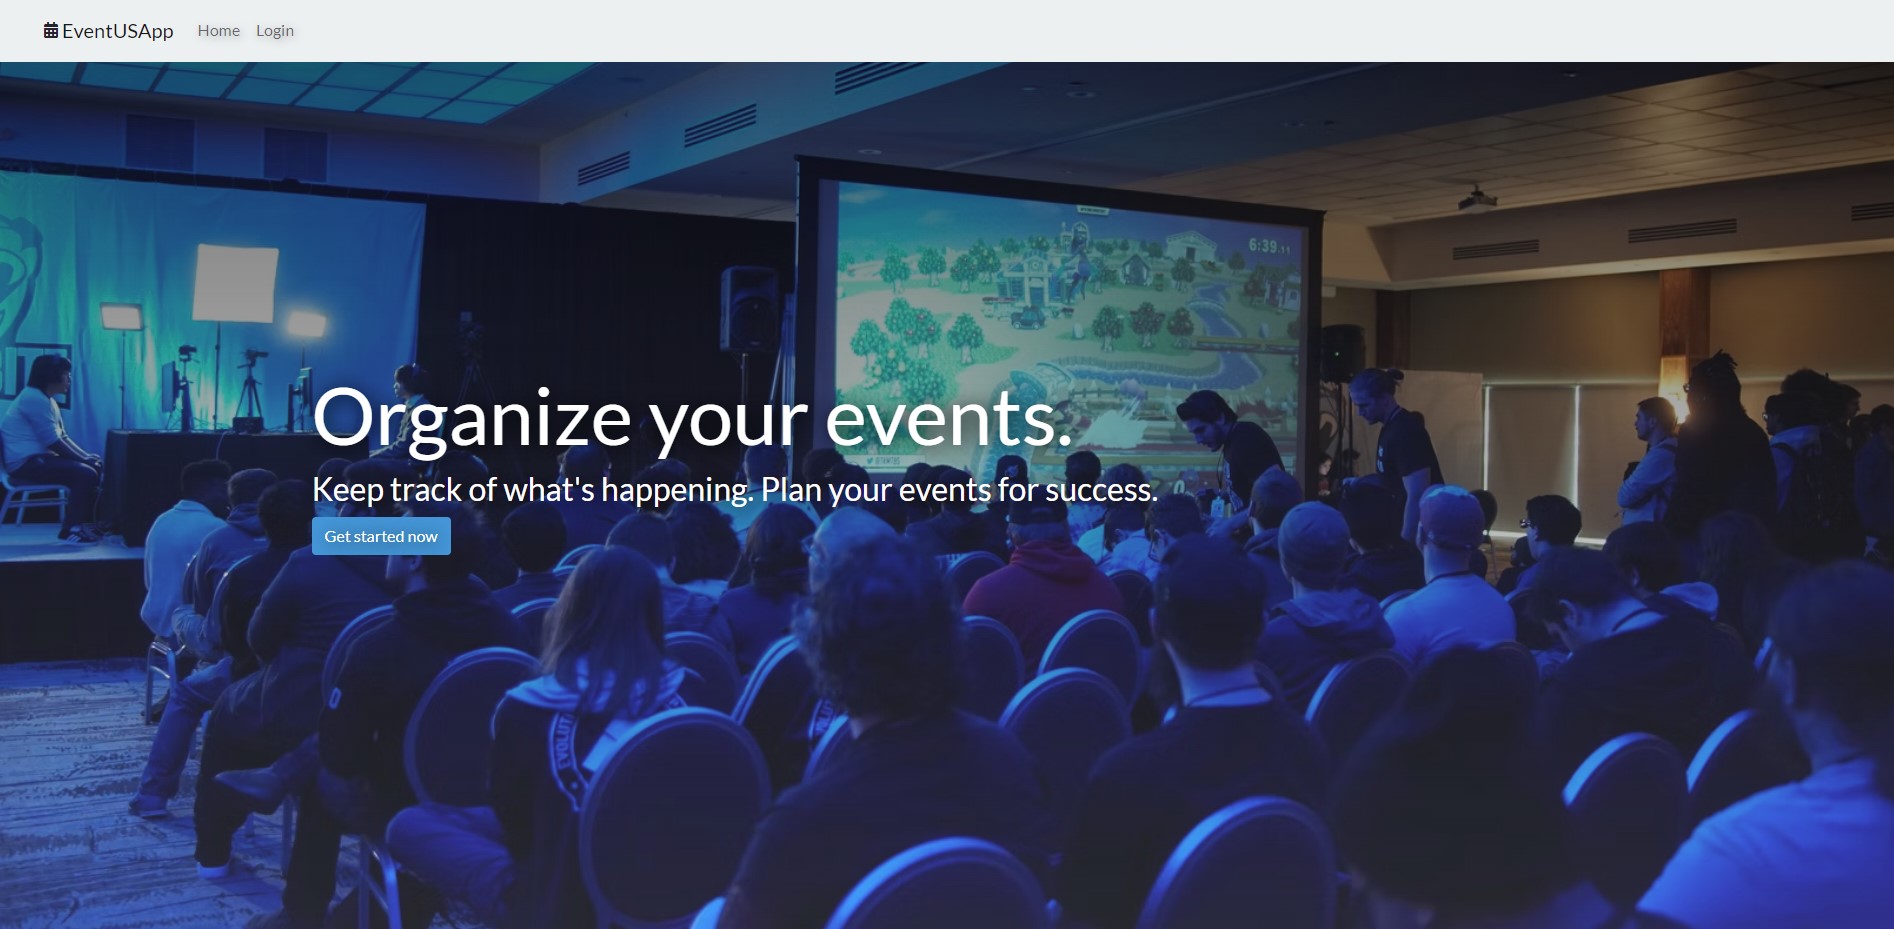 EventUSApp Home Login
6:39.11
Organize your events.
Keep track of what's happening. Plan your events for success.
Get started now